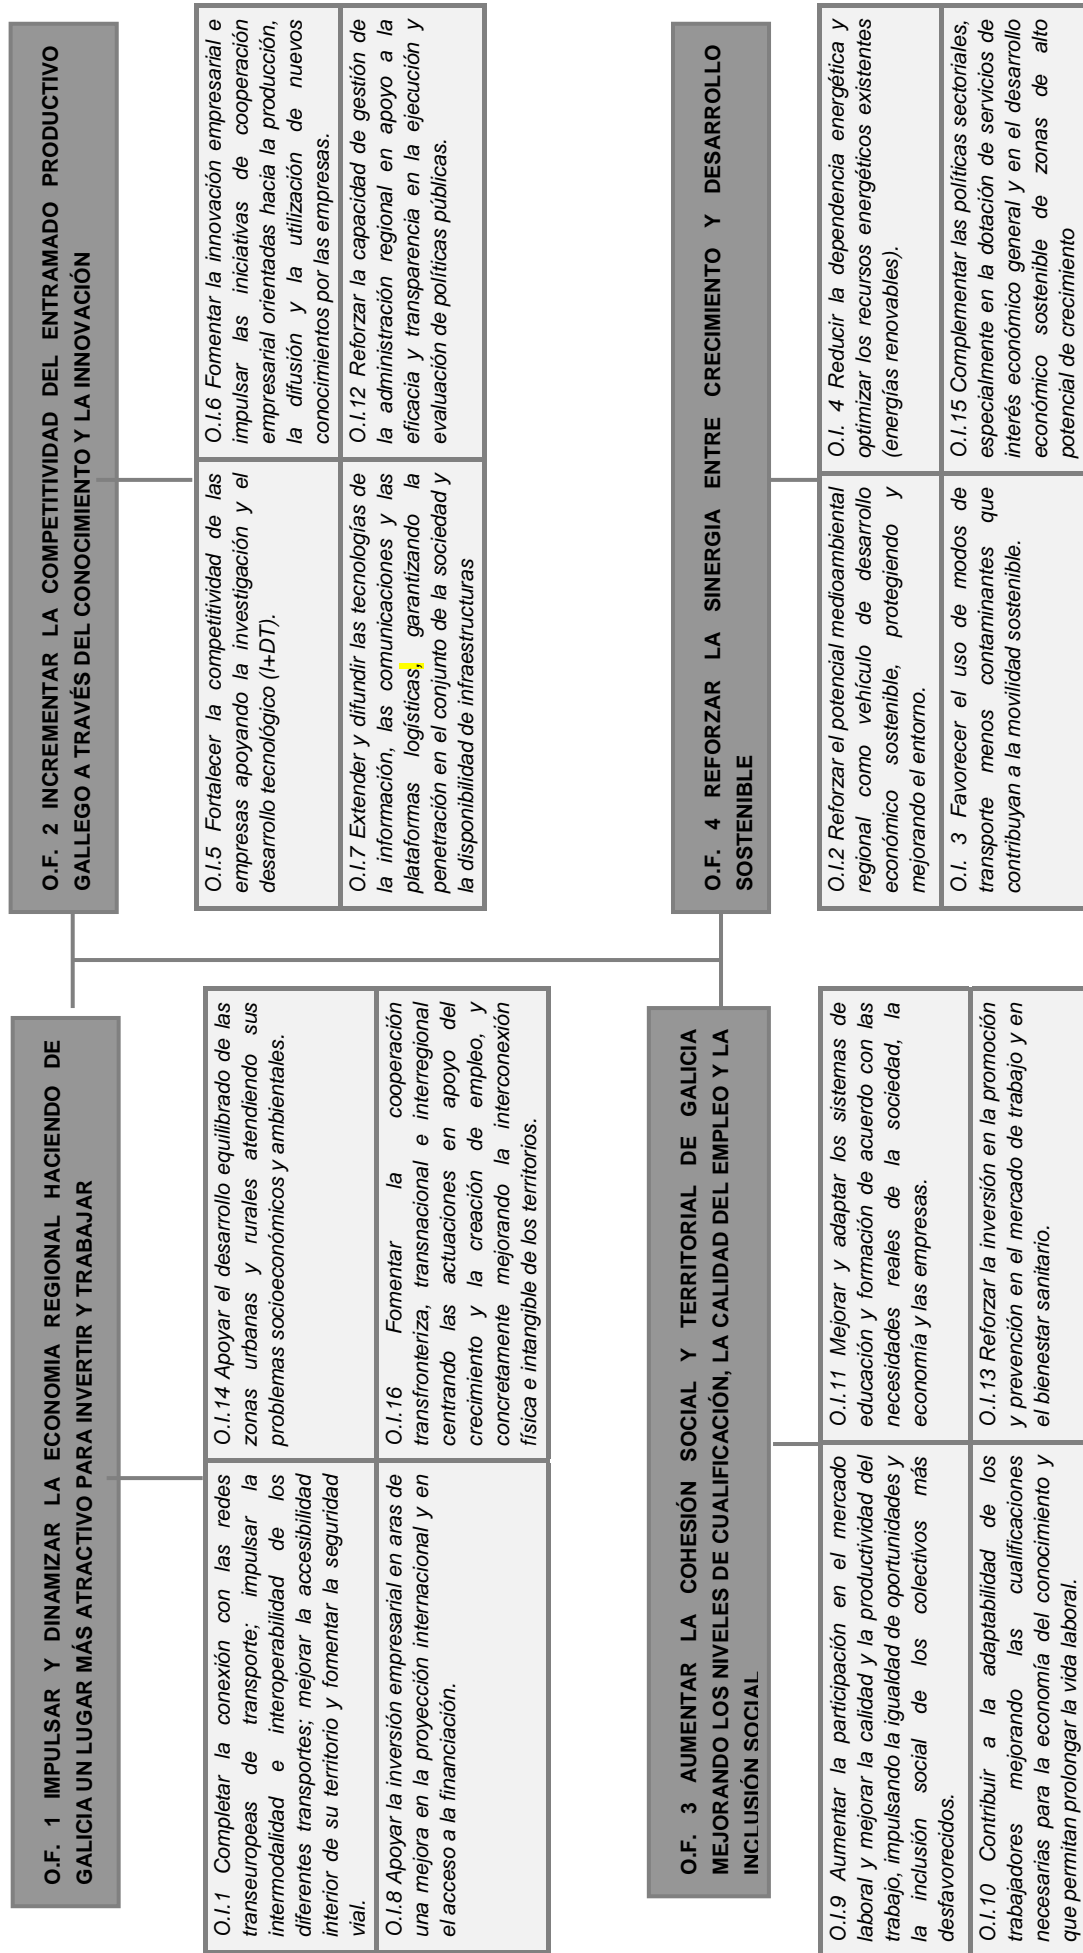 O.F. 1 IMPULSAR Y DINAMIZAR LA ECONOMIA REGIONAL HACIENDO DE
GALICIA UN LUGAR MÁS ATRACTIVO PARA INVERTIR Y TRABAJAR
O.I.1 Completar la conexión con las redes
transeuropeas de transporte; impulsar la
intermodalidad e interoperabilidad de los
diferentes transportes; mejorar la accesibilidad
interior de su territorio y fomentar la seguridad
vial.
O.I.14 Apoyar el desarrollo equilibrado de las
zonas urbanas y rurales atendiendo sus
problemas socioeconómicos y ambientales.
O.I.8 Apoyar la inversión empresarial en aras de
una mejora en la proyección internacional y en
el acceso a la financiación.
O.I.16 Fomentar la cooperación
transfronteriza, transnacional e interregional
centrando las actuaciones en apoyo del
crecimiento y la creación de empleo, y
concretamente mejorando la interconexión
física e intangible de los territorios.
O.F. 2 INCREMENTAR LA COMPETITIVIDAD DEL ENTRAMADO PRODUCTIVO
GALLEGO A TRAVÉS DEL CONOCIMIENTO Y LA INNOVACIÓN
O.I.5 Fortalecer la competitividad de las
empresas apoyando la investigación y el
desarrollo tecnológico (I+DT).
O.I.6 Fomentar la innovación empresarial e
impulsar las iniciativas de cooperación
empresarial orientadas hacia la producción,
la difusión y la utilización de nuevos
conocimientos por las empresas.
O.I.7 Extender y difundir las tecnologías de
la información, las comunicaciones y las
plataformas logísticas, garantizando la
penetración en el conjunto de la sociedad y
la disponibilidad de infraestructuras
O.I.12 Reforzar la capacidad de gestión de
la administración regional en apoyo a la
eficacia y transparencia en la ejecución y
evaluación de políticas públicas.
O.F. 3 AUMENTAR LA COHESIÓN SOCIAL Y TERRITORIAL DE GALICIA
MEJORANDO LOS NIVELES DE CUALIFICACIÓN, LA CALIDAD DEL EMPLEO Y LA
INCLUSIÓN SOCIAL
O.I.9 Aumentar la participación en el mercado
laboral y mejorar la calidad y la productividad del
trabajo, impulsando la igualdad de oportunidades y
la inclusión social de los colectivos más
desfavorecidos.
O.I.11 Mejorar y adaptar los sistemas de
educación y formación de acuerdo con las
necesidades reales de la sociedad, la
economía y las empresas.
O.I.10 Contribuir a la adaptabilidad de los
trabajadores mejorando las cualificaciones
necesarias para la economía del conocimiento y
que permitan prolongar la vida laboral.
O.I.13 Reforzar la inversión en la promoción
y prevención en el mercado de trabajo y en
el bienestar sanitario.
O.F. 4 REFORZAR LA SINERGIA ENTRE CRECIMIENTO Y DESARROLLO
SOSTENIBLE
O.I.2 Reforzar el potencial medioambiental
regional como vehículo de desarrollo
económico sostenible, protegiendo y
mejorando el entorno.
O.I. 4 Reducir la dependencia energética y
optimizar los recursos energéticos existentes
(energías renovables).
O.I. 3 Favorecer el uso de modos de
transporte menos contaminantes que
contribuyan a la movilidad sostenible.
O.I.15 Complementar las políticas sectoriales,
especialmente en la dotación de servicios de
interés económico general y en el desarrollo
económico sostenible de zonas de alto
potencial de crecimiento